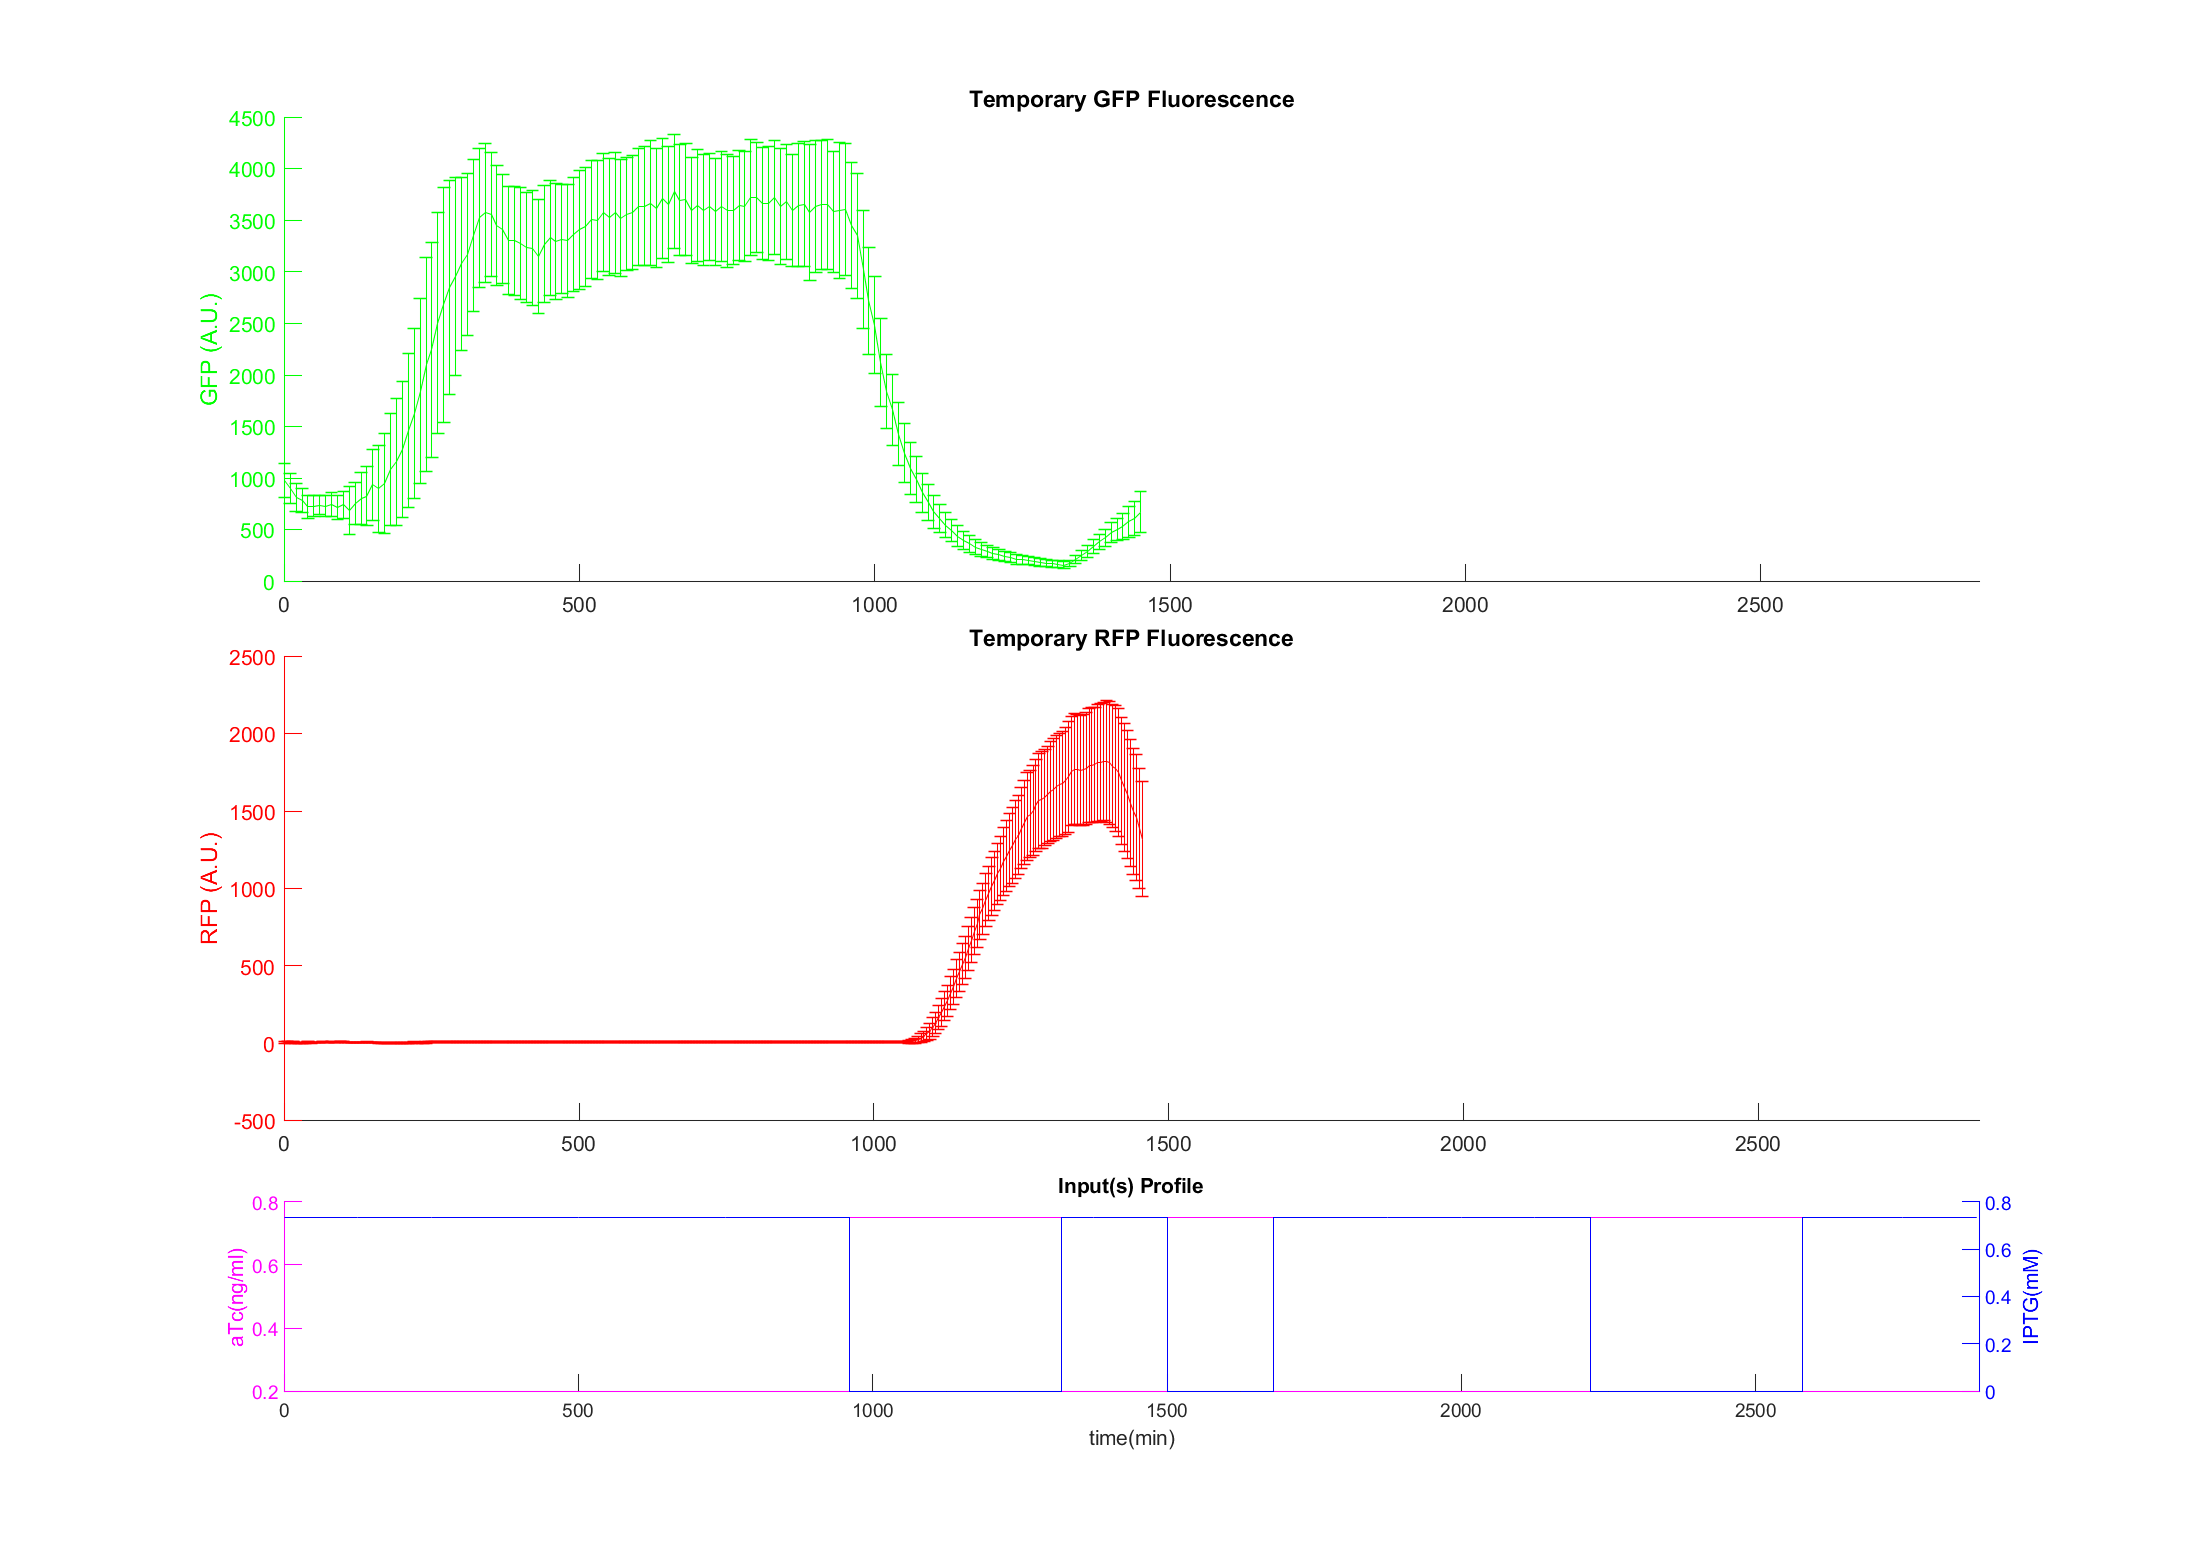 Temporary GFP Fluorescence
4500
4000
3500
3000
2500
2000
1500
1000
500
0
GFP (A.U.)
0 500 1000 1500 2000 2500
Temporary RFP Fluorescence
2500
2000
1500
1000
500
0
-500
RFP (A.U.)
0 500 1000 1500 2000 2500
Input(s) Profile
0.8
0.6
0.4
0.2
aTc(ng/ml)
0.8
0.6
0.4
0.2
0
IPTG(mM)
0 500 1000 1500 2000 2500
time(min)